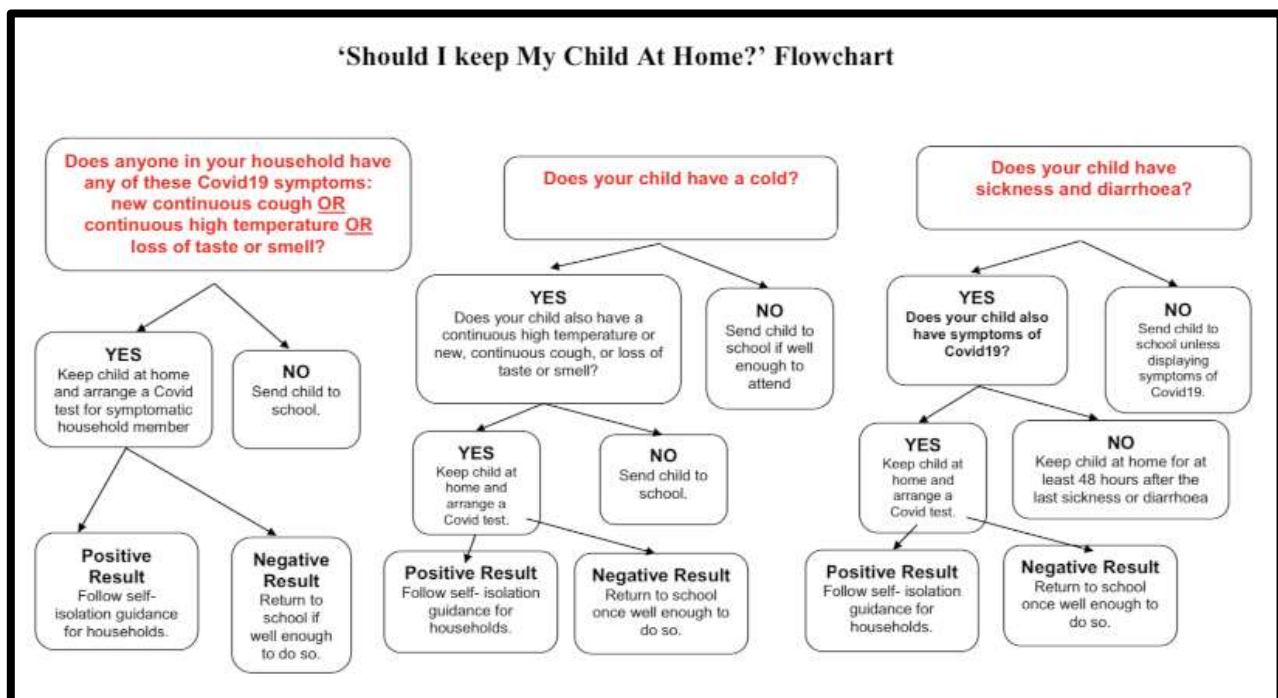 ‘Should I keep My Child At Home?’ Flowchart
Does anyone in your household have
any of these Covid19 symptoms:
new continuous cough OR
continuous high temperature OR
loss of taste or smell?
YES
Keep child at home
and arrange a Covid
test for symptomatic
household member
NO
Send child to
school.
Positive
Result
Follow self-
isolation guidance
for households.
Negative
Result
Return to
school if
well enough
to do so.
Does your child have a cold?
YES
Does your child also have a
continuous high temperature or
new, continuous cough, or loss of
taste or smell?
NO
Send child to
school if well
enough to
attend
YES
Keep child at
home and
arrange a
Covid test.
NO
Send child to
school.
Positive Result
Follow self- isolation
guidance for
households.
Negative Result
Return to school
once well enough to
do so.
Does your child have
sickness and diarrhoea?
YES
Does your child also
have symptoms of
Covid19?
NO
Send child to
school unless
displaying
symptoms of
Covid19.
YES
Keep child at
home and
arrange a
Covid test.
NO
Keep child at home for at
least 48 hours after the
last sickness or diarrhoea
Positive Result
Follow self- isolation
guidance for
households.
Negative Result
Return to school
once well enough to
do so.